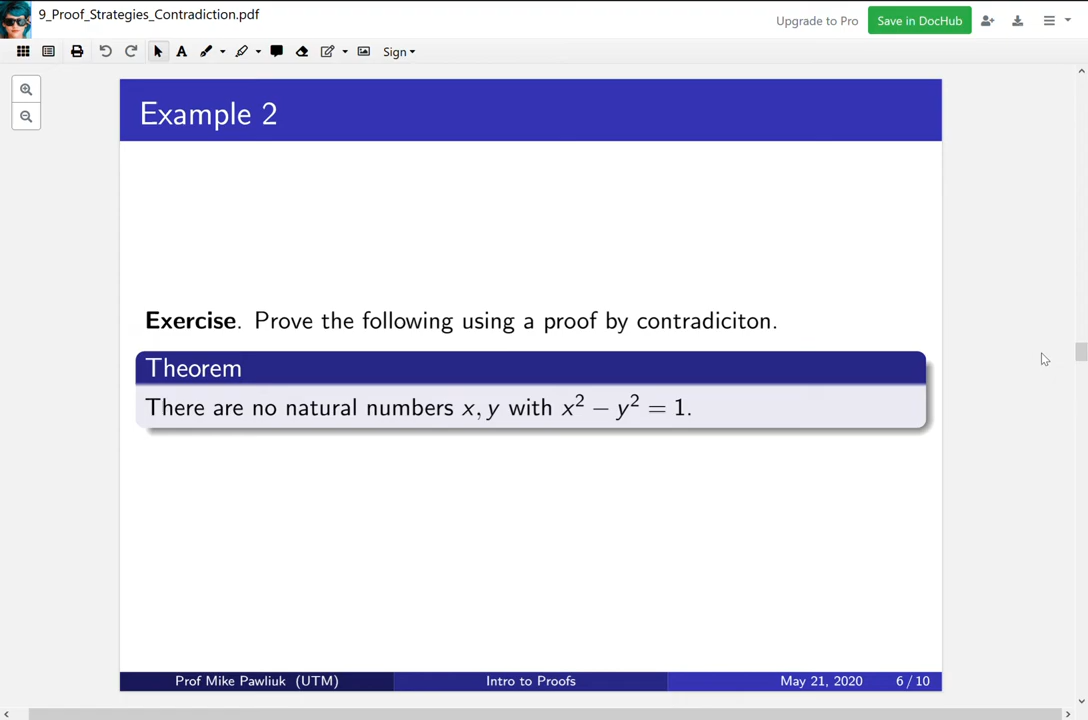 9_Proof_Strategies_Contradiction.pdf
Upgrade to Pro
Save in DocHub
A
Sign
Example 2
Exercise. Prove the following using a proof by contradiciton.
Theorem
There are no natural numbers x, y with x² − y² = 1.
Prof Mike Pawliuk (UTM)
Intro to Proofs
May 21, 2020
6 / 10